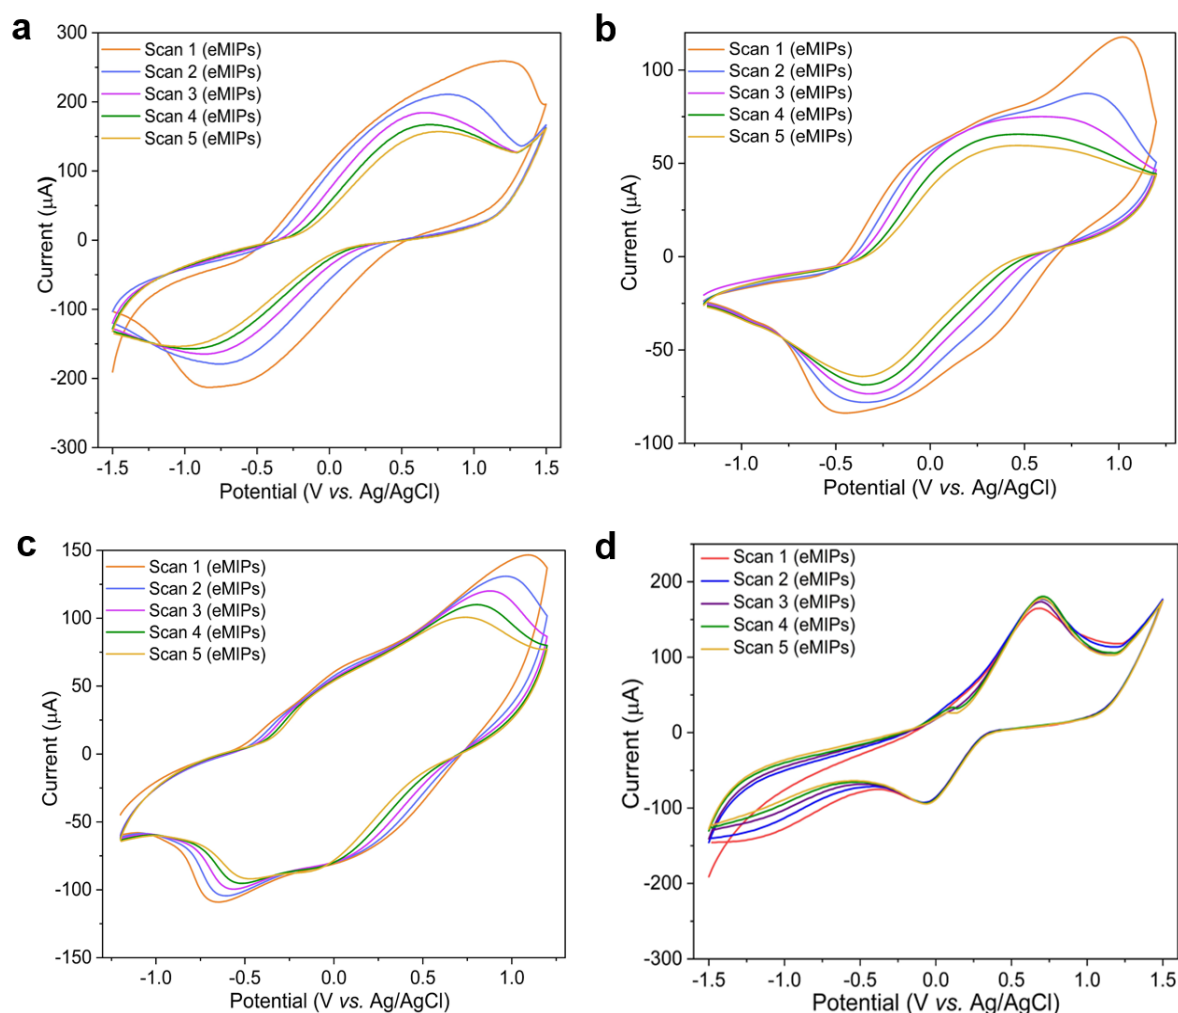 a
300
200
100
0
-100
-200
-300
Current (µA)
Scan 1 (eMIPs)
Scan 2 (eMIPs)
Scan 3 (eMIPs)
Scan 4 (eMIPs)
Scan 5 (eMIPs)
-1.5 -1.0 -0.5 0.0 0.5 1.0 1.5
Potential (V vs. Ag/AgCl)
b
100
50
0
-50
-100
Current (µA)
Scan 1 (eMIPs)
Scan 2 (eMIPs)
Scan 3 (eMIPs)
Scan 4 (eMIPs)
Scan 5 (eMIPs)
-1.0 -0.5 0.0 0.5 1.0
Potential (V vs. Ag/AgCl)
c
150
100
50
0
-50
-100
-150
Current (µA)
Scan 1 (eMIPs)
Scan 2 (eMIPs)
Scan 3 (eMIPs)
Scan 4 (eMIPs)
Scan 5 (eMIPs)
-1.0 -0.5 0.0 0.5 1.0
Potential (V vs. Ag/AgCl)
d
200
100
0
-100
-200
-300
Current (µA)
Scan 1 (eMIPs)
Scan 2 (eMIPs)
Scan 3 (eMIPs)
Scan 4 (eMIPs)
Scan 5 (eMIPs)
-1.5 -1.0 -0.5 0.0 0.5 1.0 1.5
Potential (V vs. Ag/AgCl)